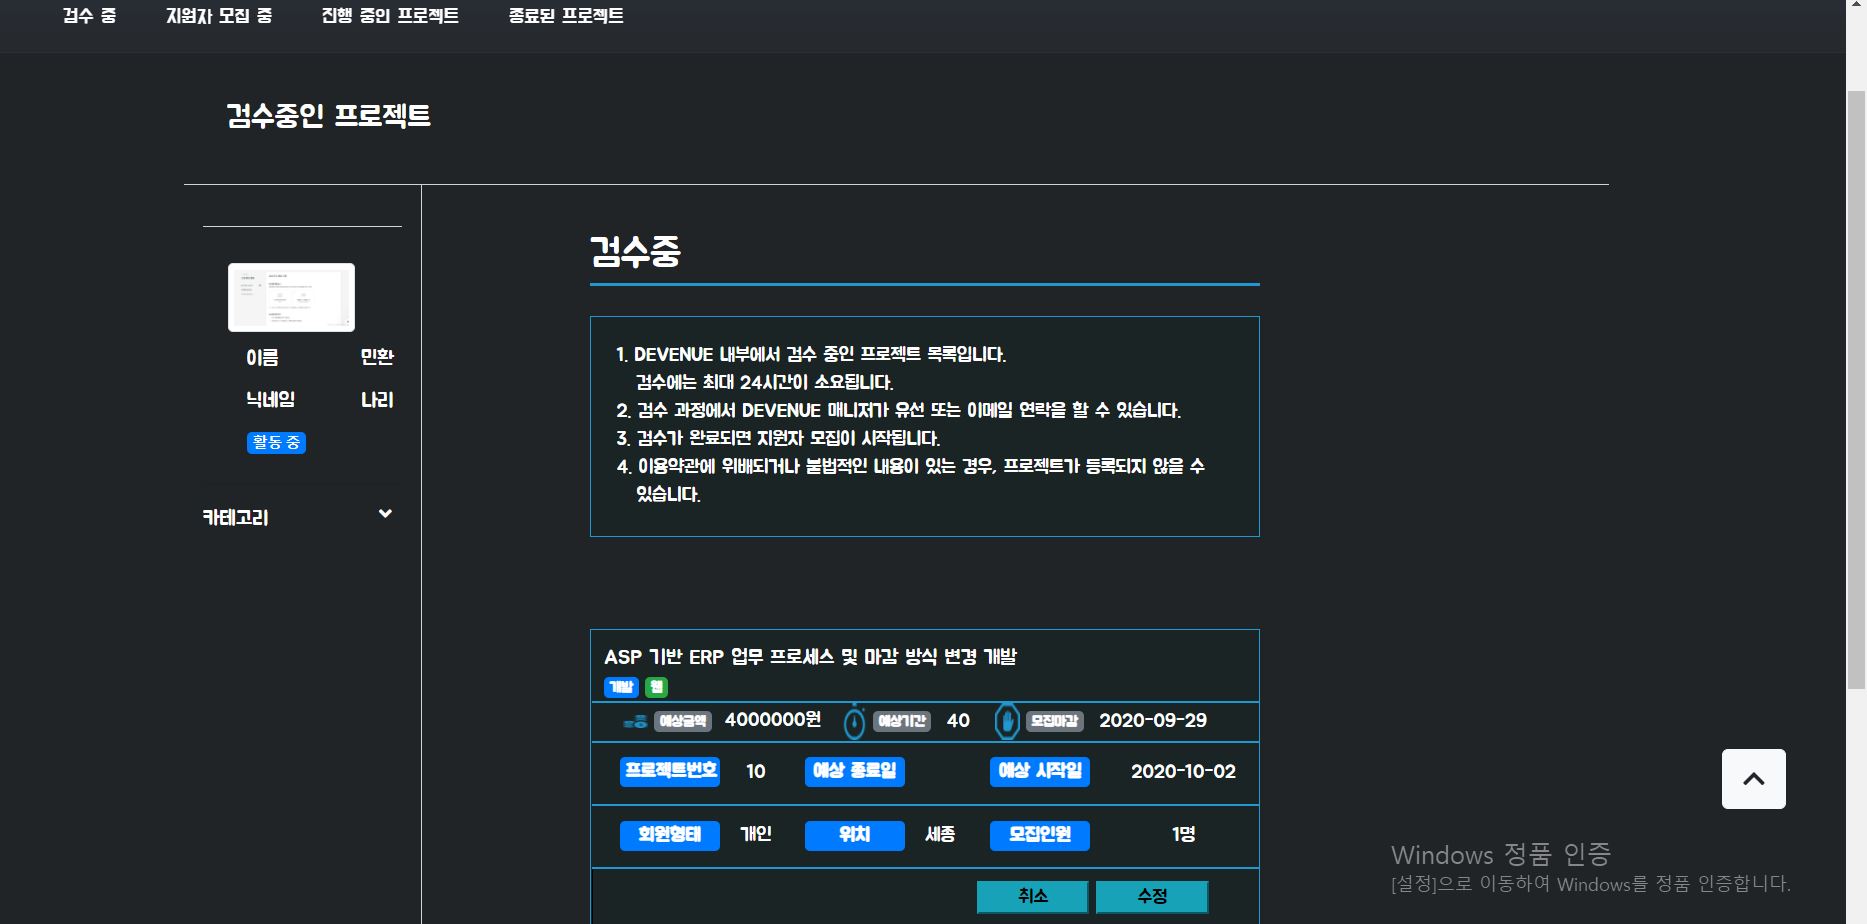 검수 중 지원자 모집 중 진행 중인 프로젝트 종료된 프로젝트
검수중인 프로젝트
이름 민환
닉네임 나리
활동 중
카테고리
검수중
1. DEVENUE 내부에서 검수 중인 프로젝트 목록입니다.
검수에는 최대 24시간이 소요됩니다.
2. 검수 과정에서 DEVENUE 매니저가 유선 또는 이메일 연락을 할 수 있습니다.
3. 검수가 완료되면 지원자 모집이 시작됩니다.
4. 이용약관에 위배되거나 불법적인 내용이 있는 경우, 프로젝트가 등록되지 않을 수
있습니다.
ASP 기반 ERP 업무 프로세스 및 마감 방식 변경 개발
개발 웹
예상금액 4000000원 예상기간 40 모집마감 2020-09-29
프로젝트번호 10 예상 종료일 예상 시작일 2020-10-02
회원형태 개인 위치 세종 모집인원 1명
취소 수정
Windows 정품 인증
[설정]으로 이동하여 Windows를 정품 인증합니다.